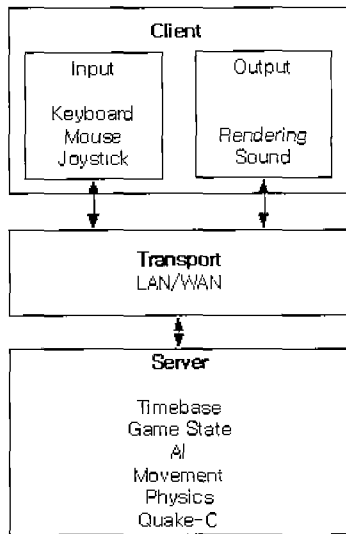 Client
Input
Keyboard
Mouse
Joystick
Output
Rendering
Sound
Transport
LAN/WAN
Server
Timebase
Game State
AI
Movement
Physics
Quake-C